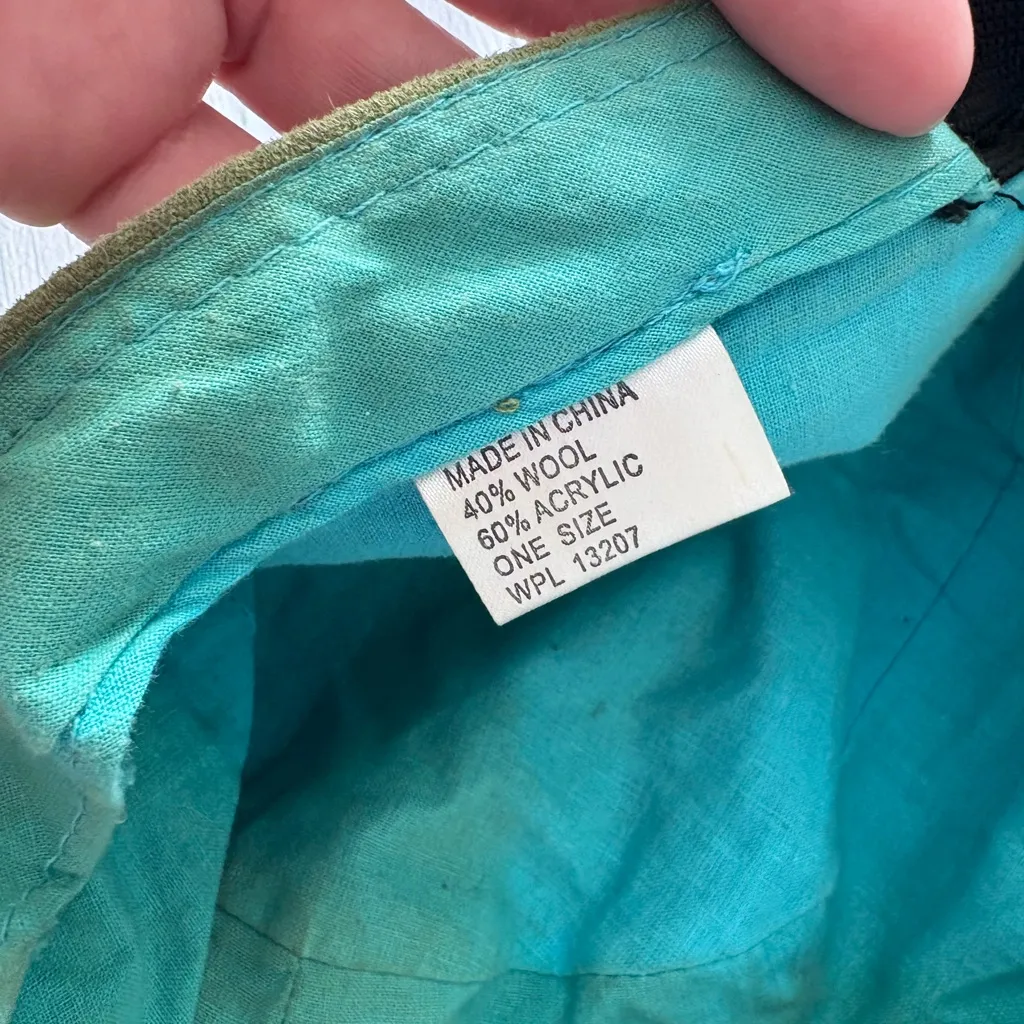 MADE IN CHINA
40% WOOL
60% ACRYLIC
ONE SIZE
WPL 13207